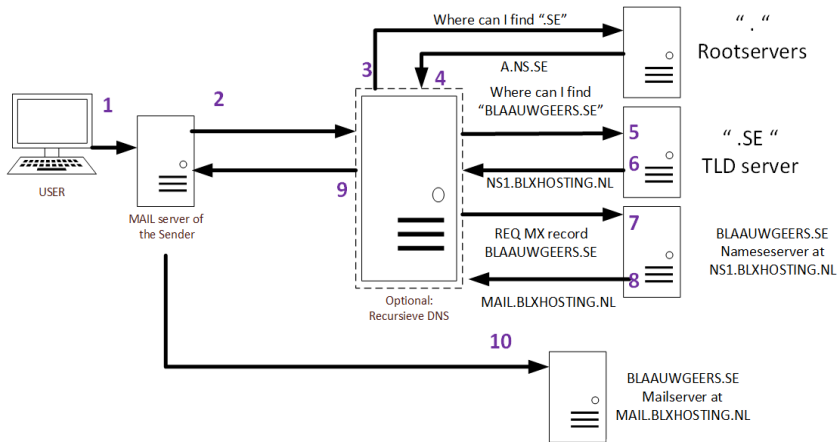 Where can I find ".SE"
" . "
Rootservers
3
4
A.NS.SE
1
2
Where can I find
"BLAAUWGEERS.SE"
5
" .SE "
TLD server
6
9
NS1.BLXHOSTING.NL
USER
MAIL server of
the Sender
7
REQ MX record
BLAAUWGEERS.SE
BLAAUWGEERS.SE
Nameseserver at
NS1.BLXHOSTING.NL
8
MAIL.BLXHOSTING.NL
Optional:
Recursieve DNS
10
BLAAUWGEERS.SE
Mailserver at
MAIL.BLXHOSTING.NL